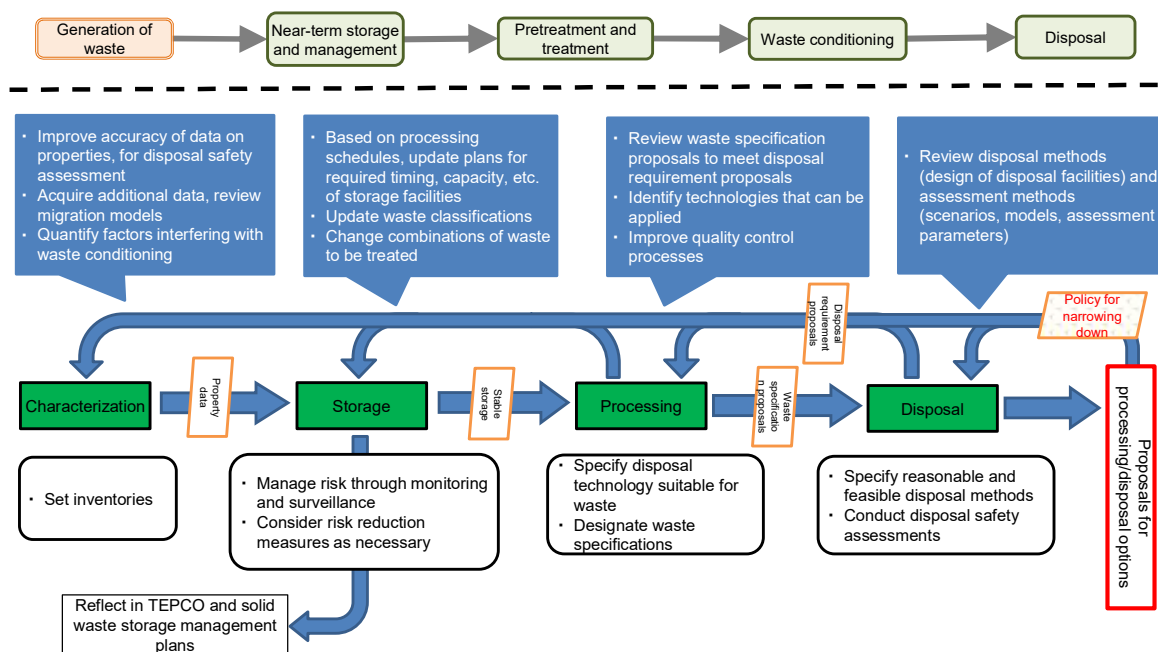 Generation of
waste
Near-term storage
and management
Pretreatment and
treatment
Waste conditioning
Disposal
・ Improve accuracy of data on
properties, for disposal safety
assessment
・ Acquire additional data, review
migration models
・ Quantify factors interfering with
waste conditioning
・ Based on processing
schedules, update plans for
required timing, capacity, etc.
of storage facilities
・ Update waste classifications
・ Change combinations of waste
to be treated
・ Review waste specification
proposals to meet disposal
requirement proposals
・ Identify technologies that can be
applied
・ Improve quality control
processes
・ Review disposal methods
(design of disposal facilities) and
assessment methods
(scenarios, models, assessment
parameters)
Disposal
requirement
proposals
Policy for
narrowing
down
Characterization
Property
data
Storage
Stable
storage
Processing
Waste
specificatio
n proposals
Disposal
Proposals for
processing/disposal options
・ Set inventories
・ Manage risk through monitoring
and surveillance
・ Consider risk reduction
measures as necessary
・ Specify disposal
technology suitable for
waste
・ Designate waste
specifications
・ Specify reasonable and
feasible disposal methods
・ Conduct disposal safety
assessments
Reflect in TEPCO and solid
waste storage management
plans